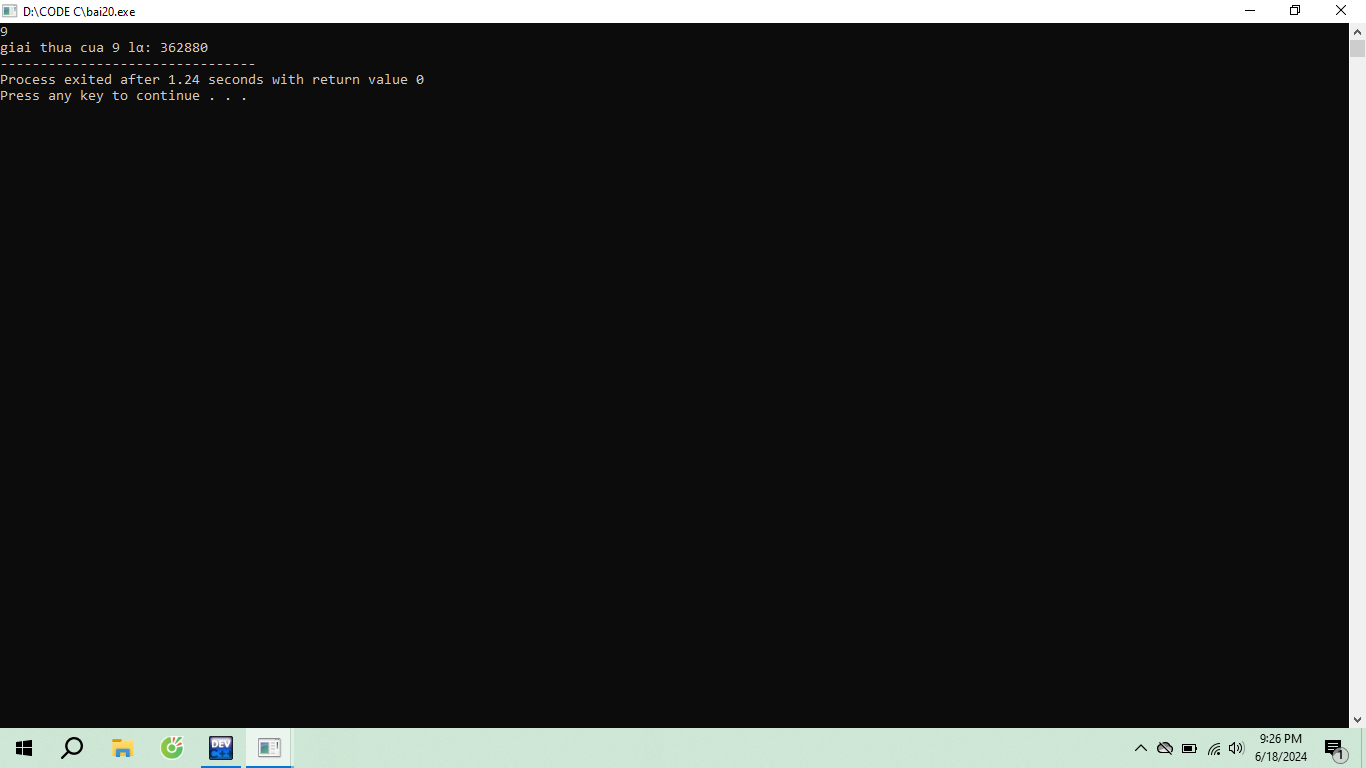 D:\CODE C\bai20.exe
9
giai thua cua 9 lα: 362880
--------------------------------
Process exited after 1.24 seconds with return value 0
Press any key to continue . . .
DEV
C++
9:26 PM
6/18/2024
1